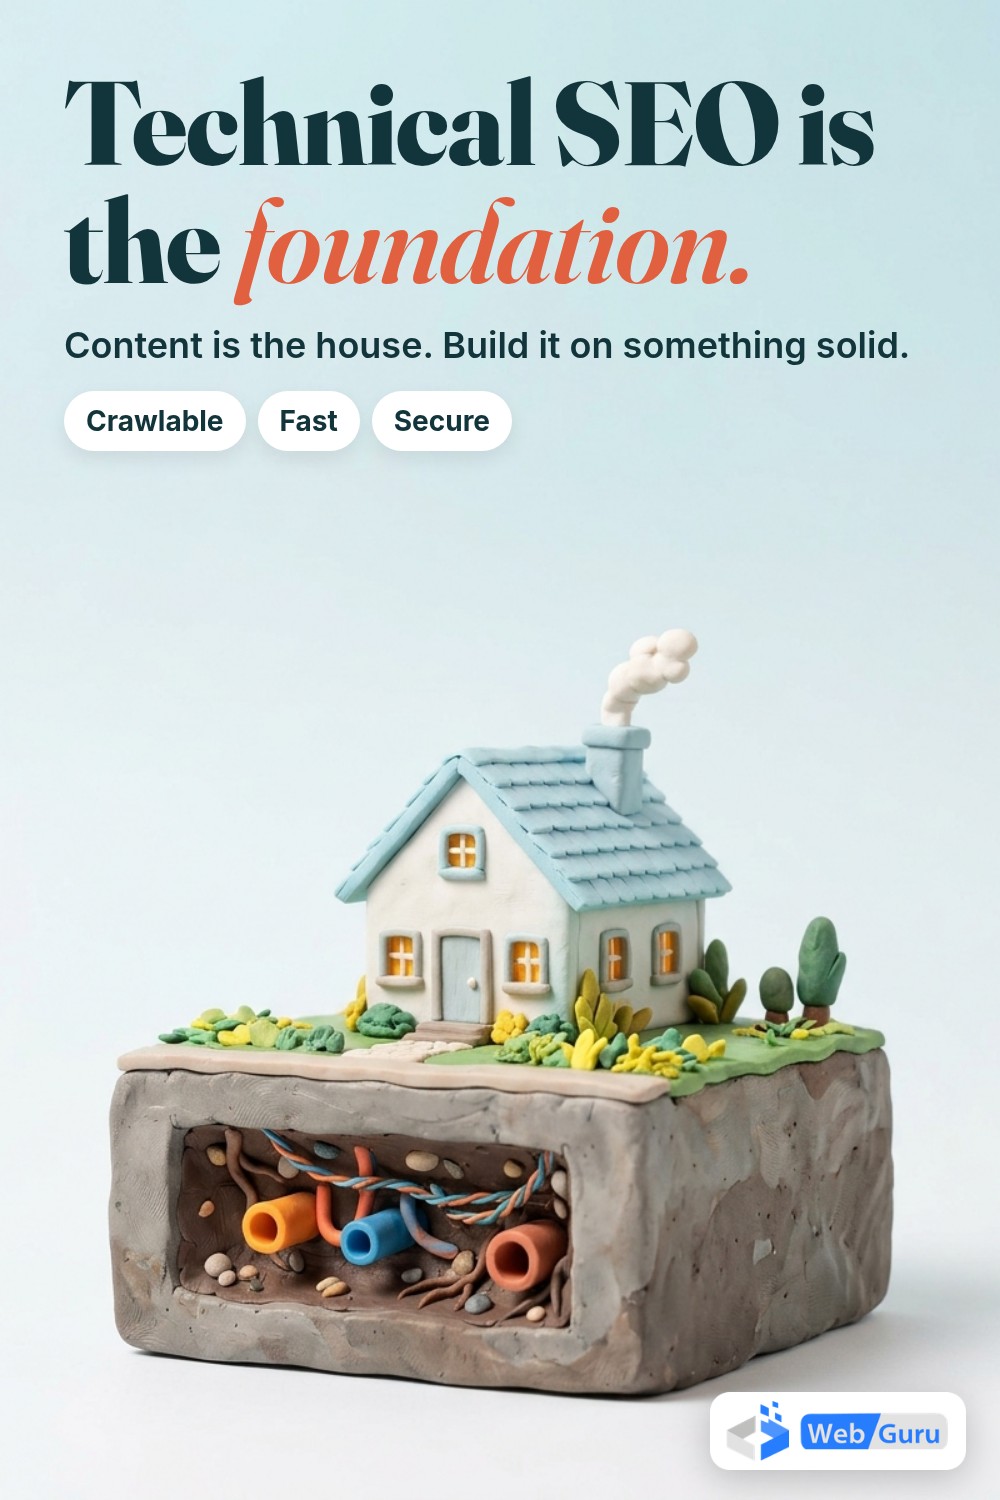 Technical SEO is
the foundation.
Content is the house. Build it on something solid.
Crawlable Fast Secure
Web Guru